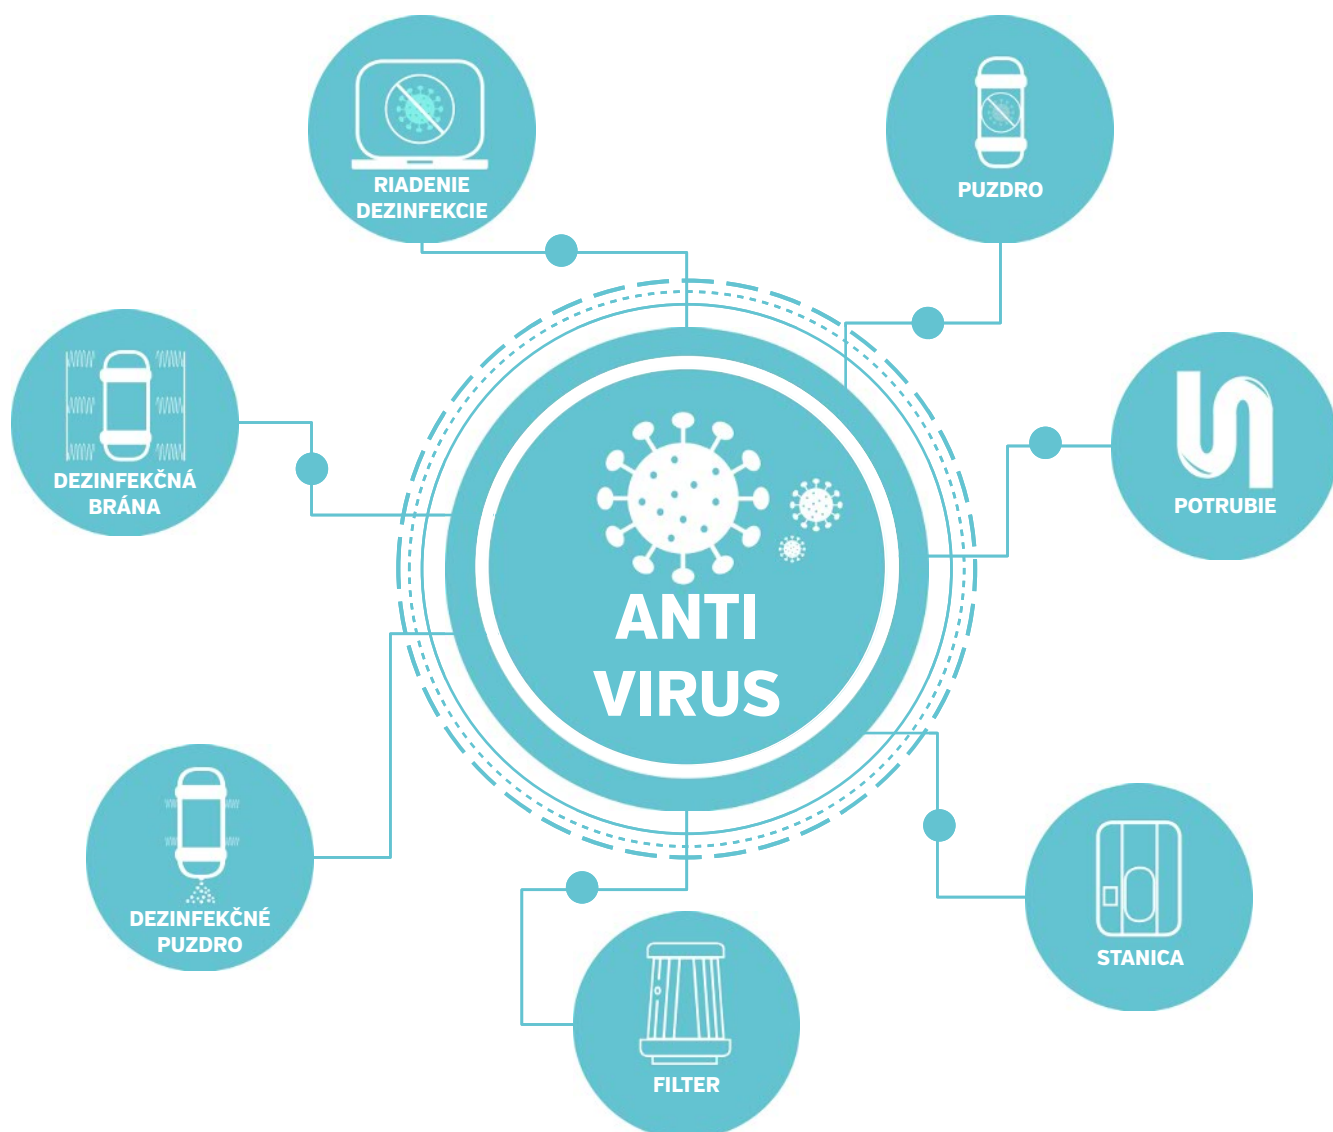 RIADENIE
DEZINFEKCIE
PUZDRO
DEZINFEKČNÁ
BRÁNA
POTRUBIE
ANTI
VIRUS
DEZINFEKČNÉ
PUZDRO
STANICA
FILTER